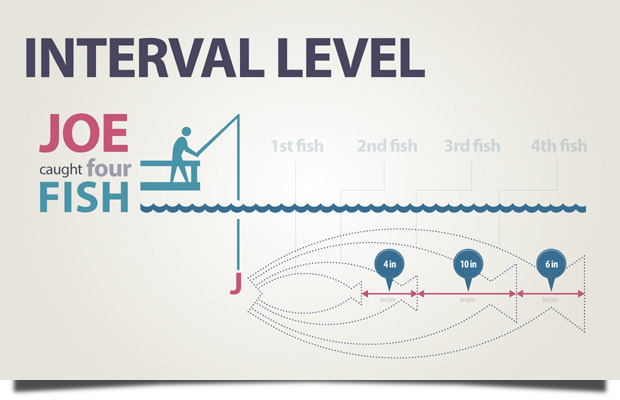 INTERVAL LEVEL
JOE
caught four
FISH
1st fish 2nd fish 3rd fish 4th fish
4 in 10 in 6 in
J
larger larger larger